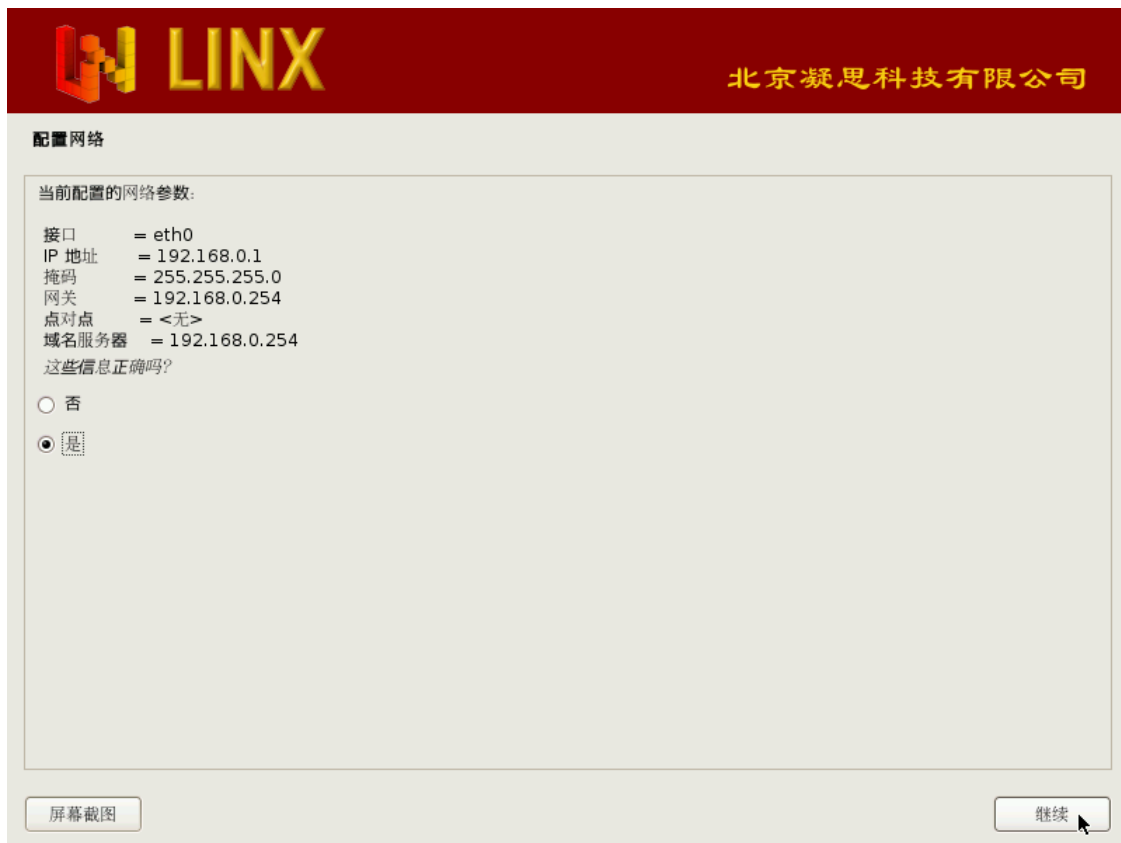 LINX
北京凝思科技有限公司
配置网络
当前配置的网络参数:
接口 = eth0
IP 地址 = 192.168.0.1
掩码 = 255.255.255.0
网关 = 192.168.0.254
点对点 = <无>
域名服务器 = 192.168.0.254
这些信息正确吗?
否
是
屏幕截图
继续